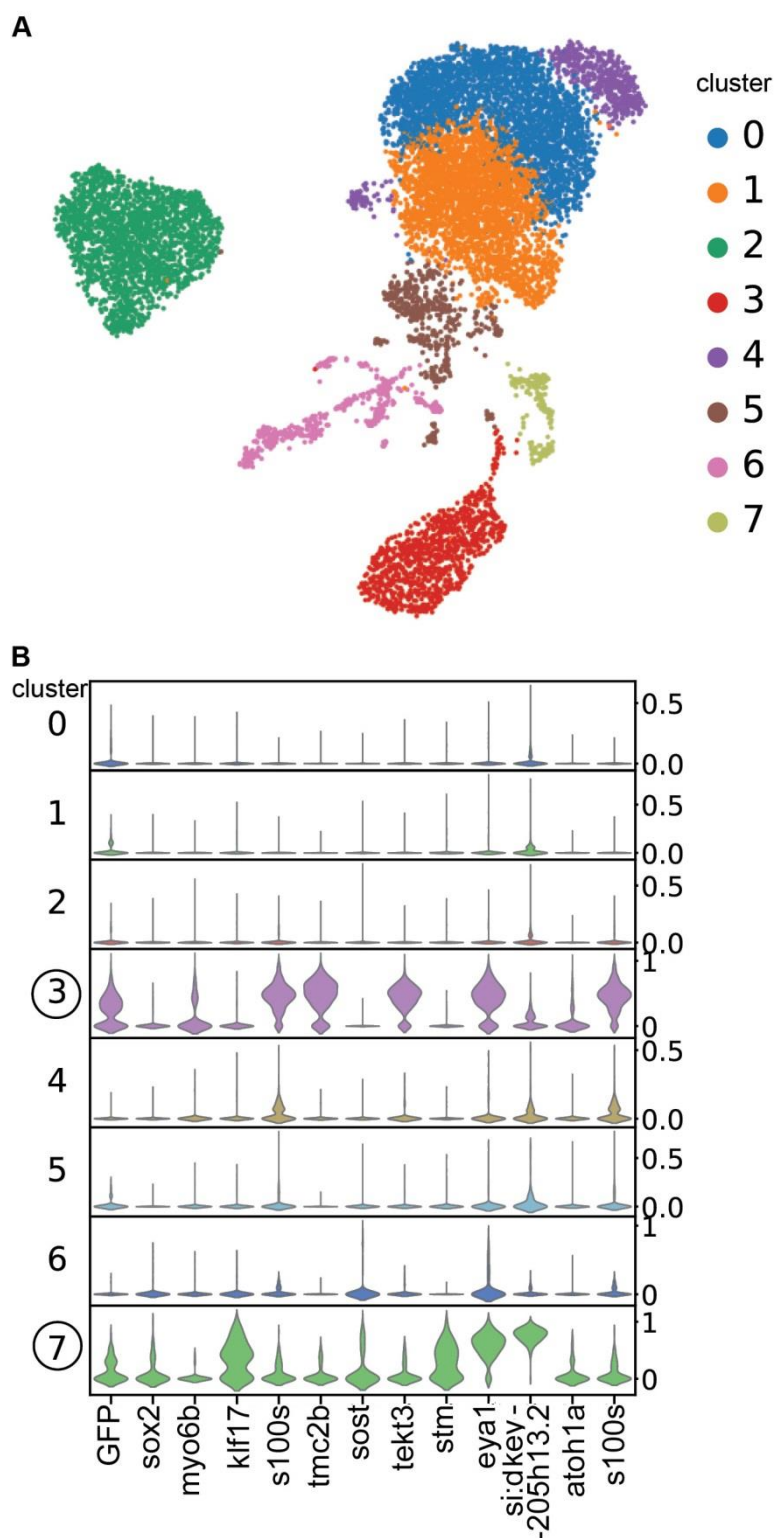 A
cluster
0
1
2
3
4
5
6
7
B
cluster
0 0.5
0.0
1 0.5
0.0
2 0.5
0.0
3 1
0
4 0.5
0.0
5 0.5
0.0
6 1
0
7 1
0
GFP
sox2
myo6b
klf17
s100s
tmc2b
sost
tekt3
stm
eya1
si:dkey-
-205h13.2
atoh1a
s100s